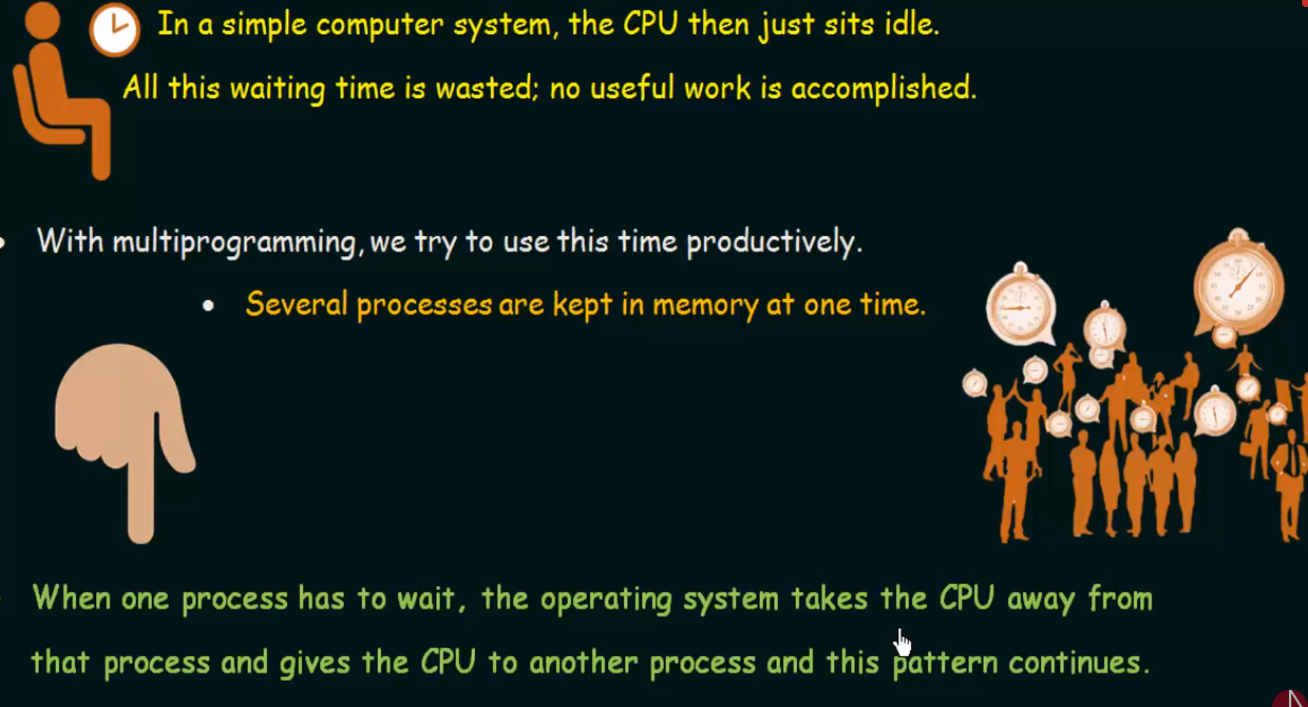 In a simple computer system, the CPU then just sits idle.
All this waiting time is wasted; no useful work is accomplished.
• With multiprogramming, we try to use this time productively.
• Several processes are kept in memory at one time.
When one process has to wait, the operating system takes the CPU away from
that process and gives the CPU to another process and this pattern continues.